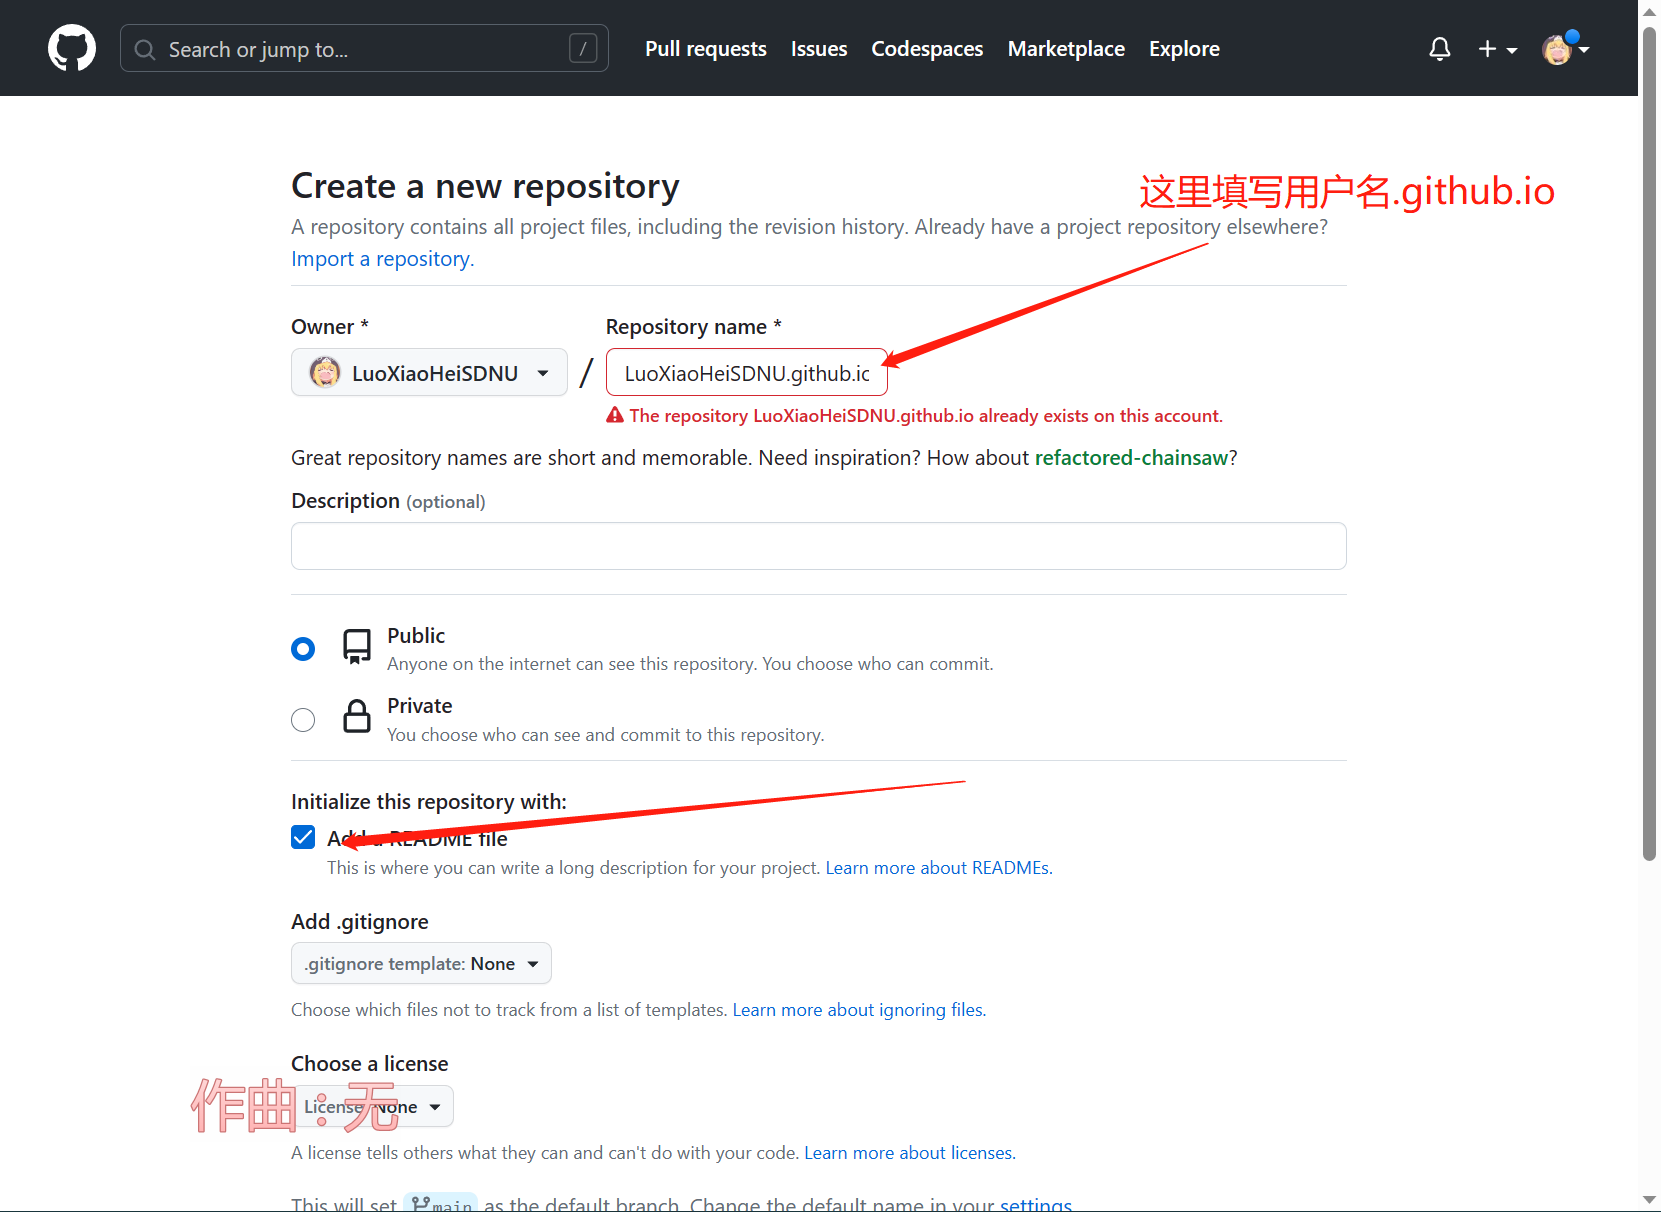 Search or jump to... /
Pull requests Issues Codespaces Marketplace Explore
Create a new repository
这里填写用户名.github.io
A repository contains all project files, including the revision history. Already have a project repository elsewhere?
Import a repository.
Owner * Repository name *
LuoXiaoHeiSDNU / LuoXiaoHeiSDNU.github.io
The repository LuoXiaoHeiSDNU.github.io already exists on this account.
Great repository names are short and memorable. Need inspiration? How about refactored-chainsaw?
Description (optional)
Public
Anyone on the internet can see this repository. You choose who can commit.
Private
You choose who can see and commit to this repository.
Initialize this repository with:
Add a README file
This is where you can write a long description for your project. Learn more about READMEs.
Add .gitignore
.gitignore template: None
Choose which files not to track from a list of templates. Learn more about ignoring files.
Choose a license
License: None
作曲：无
A license tells others what they can and can't do with your code. Learn more about licenses.
This will set main as the default branch. Change the default name in your settings